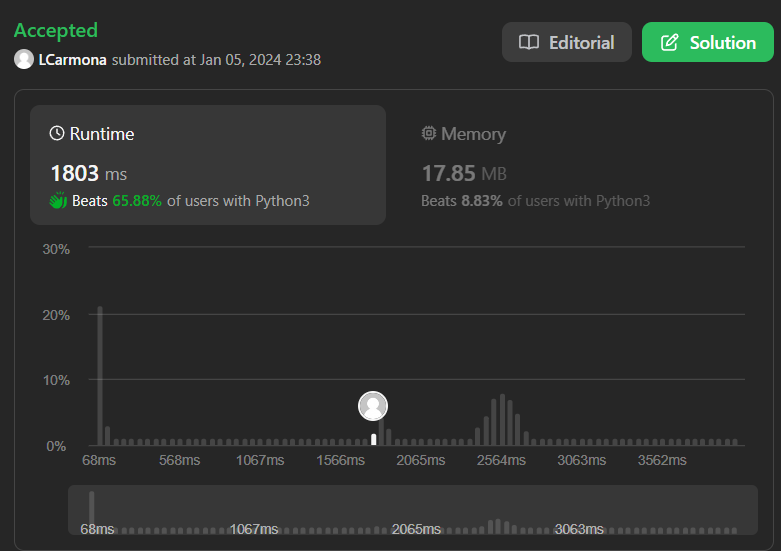 Accepted
LCarmona submitted at Jan 05, 2024 23:38
Editorial
Solution
Runtime
1803 ms
Beats 65.88% of users with Python3
Memory
17.85 MB
Beats 8.83% of users with Python3
30%
20%
10%
0%
68ms 568ms 1067ms 1566ms 2065ms 2564ms 3063ms 3562ms
68ms 1067ms 2065ms 3063ms